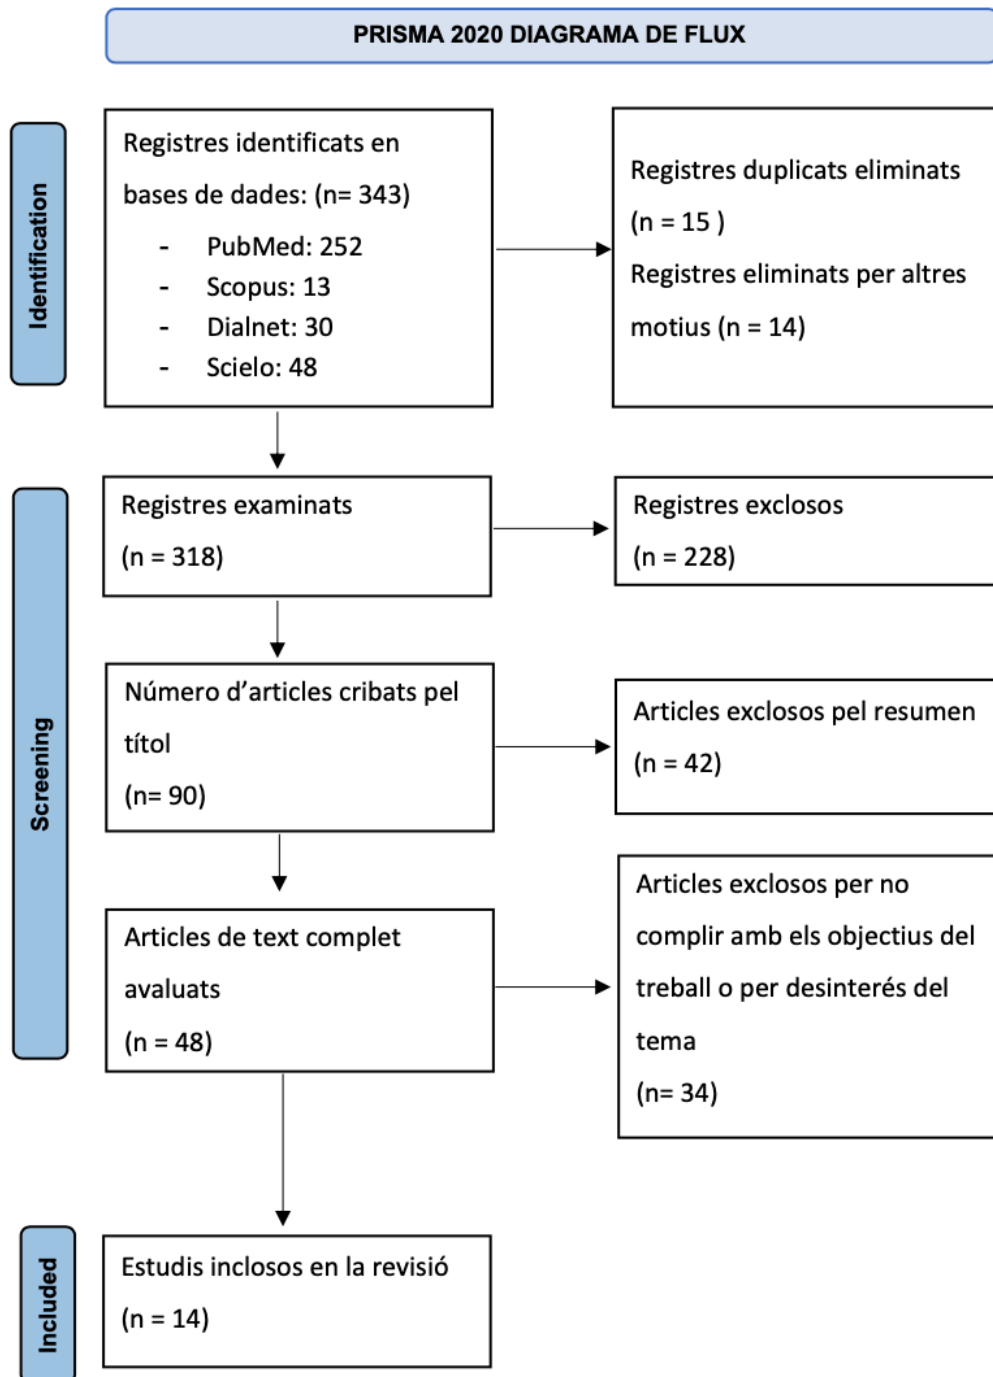 PRISMA 2020 DIAGRAMA DE FLUX
Identification
Registres identificats en
bases de dades: (n= 343)
- PubMed: 252
- Scopus: 13
- Dialnet: 30
- Scielo: 48
Registres duplicats eliminats
(n = 15 )
Registres eliminats per altres
motius (n = 14)
Screening
Registres examinats
(n = 318)
Registres exclosos
(n = 228)
Número d’articles cribats pel
títol
(n= 90)
Articles exclosos pel resumen
(n = 42)
Articles de text complet
avaluats
(n = 48)
Articles exclosos per no
complir amb els objectius del
treball o per desinterés del
tema
(n= 34)
Included
Estudis inclosos en la revisió
(n = 14)